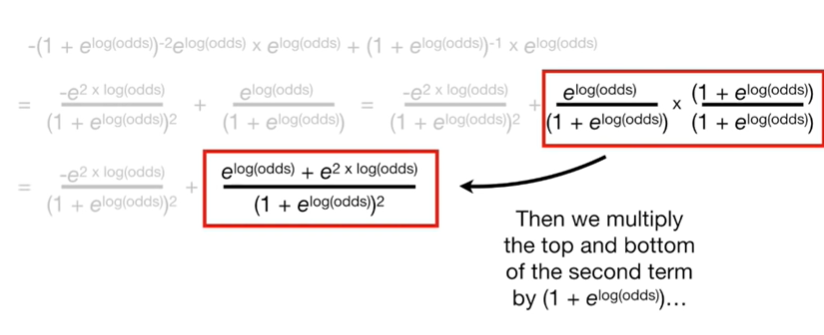 -(1 + e^log(odds))^-2 e^log(odds) x e^log(odds) + (1 + e^log(odds))^-1 x e^log(odds)
= -e^2 x log(odds) / (1 + e^log(odds))^2 + e^log(odds) / (1 + e^log(odds)) = -e^2 x log(odds) / (1 + e^log(odds))^2 + e^log(odds) / (1 + e^log(odds)) x (1 + e^log(odds)) / (1 + e^log(odds))
= -e^2 x log(odds) / (1 + e^log(odds))^2 + e^log(odds) + e^2 x log(odds) / (1 + e^log(odds))^2
Then we multiply
the top and bottom
of the second term
by (1 + e^log(odds))…